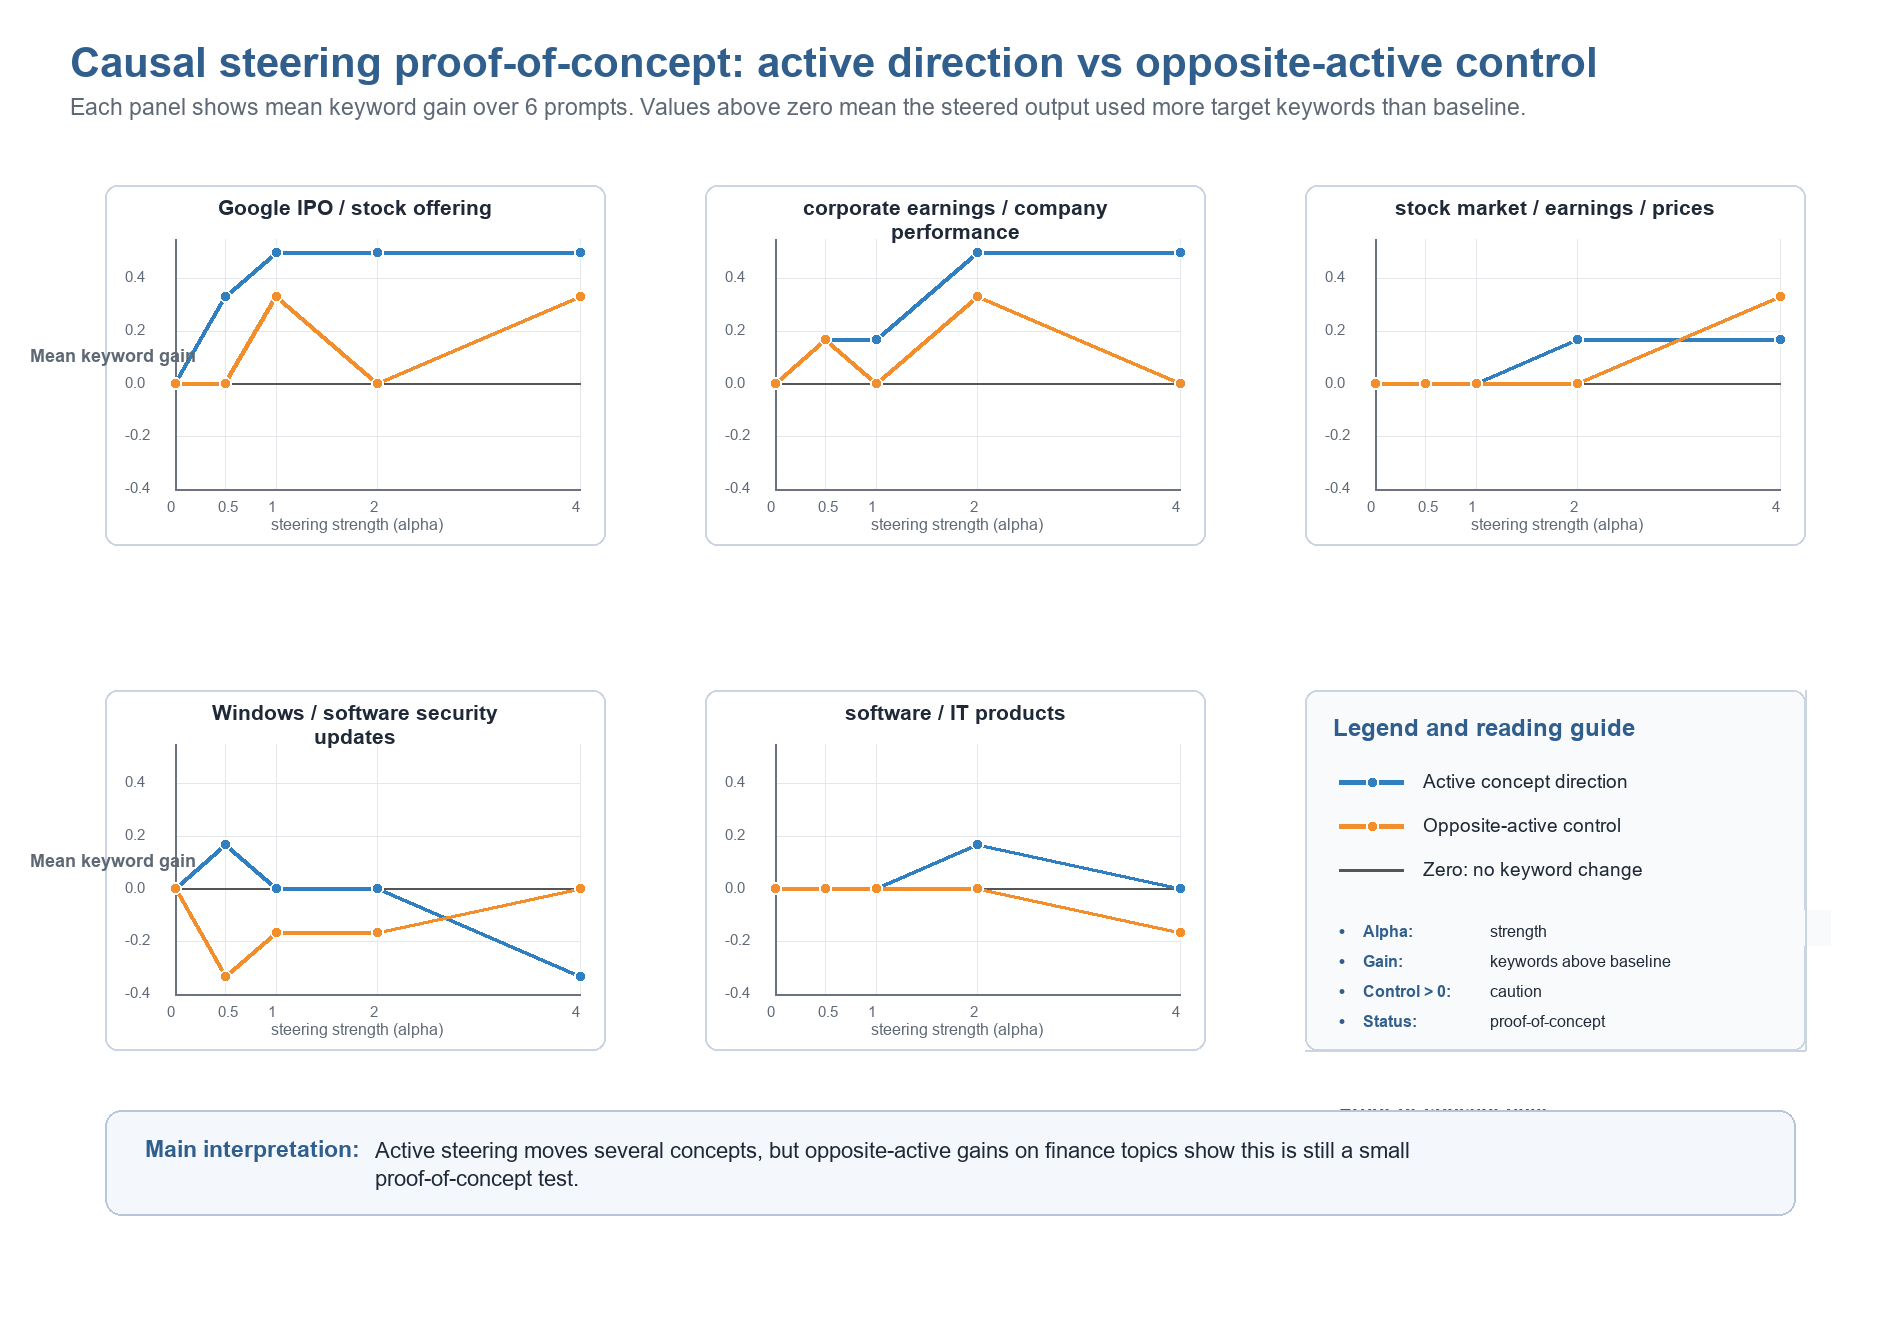 Causal steering proof-of-concept: active direction vs opposite-active control
Each panel shows mean keyword gain over 6 prompts. Values above zero mean the steered output used more target keywords than baseline.
Google IPO / stock offering
0.4
0.2
Mean keyword gain
0.0
-0.2
-0.4
0 0.5 1 2 4
steering strength (alpha)
corporate earnings / company
performance
0.4
0.2
0.0
-0.2
-0.4
0 0.5 1 2 4
steering strength (alpha)
stock market / earnings / prices
0.4
0.2
0.0
-0.2
-0.4
0 0.5 1 2 4
steering strength (alpha)
Windows / software security
updates
0.4
0.2
Mean keyword gain
0.0
-0.2
-0.4
0 0.5 1 2 4
steering strength (alpha)
software / IT products
0.4
0.2
0.0
-0.2
-0.4
0 0.5 1 2 4
steering strength (alpha)
Legend and reading guide
Active concept direction
Opposite-active control
Zero: no keyword change
• Alpha: strength
• Gain: keywords above baseline
• Control > 0: caution
• Status: proof-of-concept
Main interpretation: Active steering moves several concepts, but opposite-active gains on finance topics show this is still a small
proof-of-concept test.